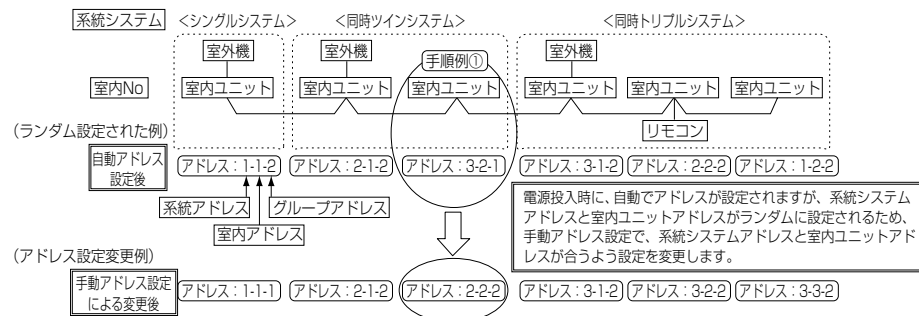 系統システム <シングルシステム> <同時ツインシステム> <同時トリプルシステム>
室外機 室外機 手順例① 室外機
室内No 室内ユニット 室内ユニット 室内ユニット 室内ユニット 室内ユニット 室内ユニット
リモコン
(ランダム設定された例)
自動アドレス
設定後
アドレス:1-1-2 アドレス:2-1-2 アドレス:3-2-1 アドレス:3-1-2 アドレス:2-2-2 アドレス:1-2-2
系統アドレス グループアドレス
室内アドレス
電源投入時に、自動でアドレスが設定されますが、系統システム
アドレスと室内ユニットアドレスがランダムに設定されるため、
手動アドレス設定で、系統システムアドレスと室内ユニットアド
レスが合うよう設定を変更します。
(アドレス設定変更例)
手動アドレス設定
による変更後
アドレス:1-1-1 アドレス:2-1-2 アドレス:2-2-2 アドレス:3-1-2 アドレス:3-2-2 アドレス:3-3-2